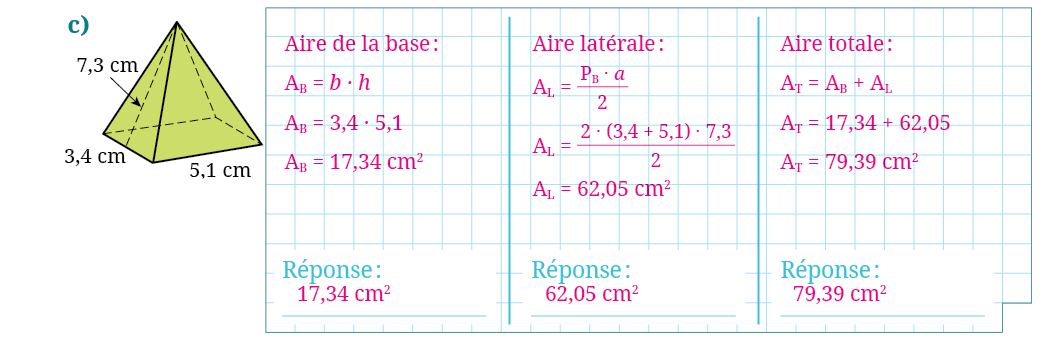 c)
7,3 cm
3,4 cm
5,1 cm
Aire de la base :
A_B = b · h
A_B = 3,4 · 5,1
A_B = 17,34 cm²
Réponse :
17,34 cm²
Aire latérale :
A_L = (P_B · a) / 2
A_L = (2 · (3,4 + 5,1) · 7,3) / 2
A_L = 62,05 cm²
Réponse :
62,05 cm²
Aire totale :
A_T = A_B + A_L
A_T = 17,34 + 62,05
A_T = 79,39 cm²
Réponse :
79,39 cm²